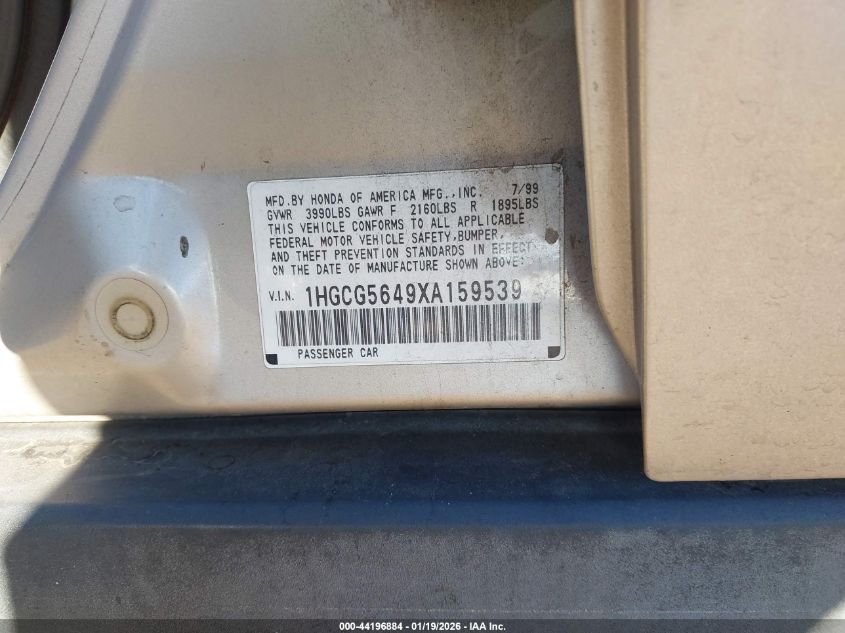 MFD.BY HONDA OF AMERICA MFG.,INC. 7/99
GVWR 3990LBS GAWR F 2160LBS R 1895LBS
THIS VEHICLE CONFORMS TO ALL APPLICABLE
FEDERAL MOTOR VEHICLE SAFETY,BUMPER,
AND THEFT PREVENTION STANDARDS IN EFFECT
ON THE DATE OF MANUFACTURE SHOWN ABOVE.
V.I.N. 1HGCG5649XA159539
PASSENGER CAR
000-44196884 - 01/19/2026 - IAA Inc.